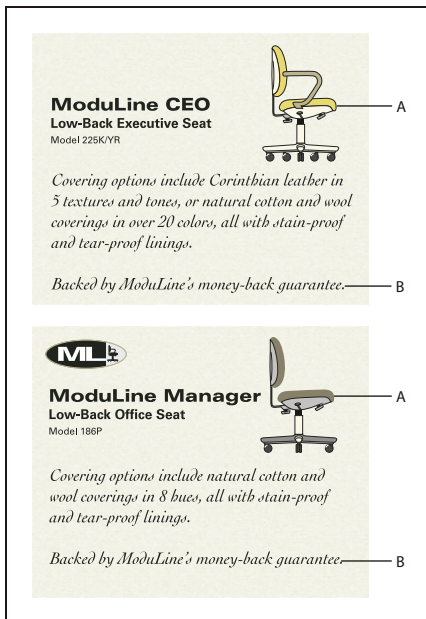 ModuLine CEO
Low-Back Executive Seat
Model 225K/YR
A
Covering options include Corinthian leather in
5 textures and tones, or natural cotton and wool
coverings in over 20 colors, all with stain-proof
and tear-proof linings.
Backed by ModuLine's money-back guarantee.
B
ML
ModuLine Manager
Low-Back Office Seat
Model 186P
A
Covering options include natural cotton and
wool coverings in 8 hues, all with stain-proof
and tear-proof linings.
Backed by ModuLine's money-back guarantee.
B